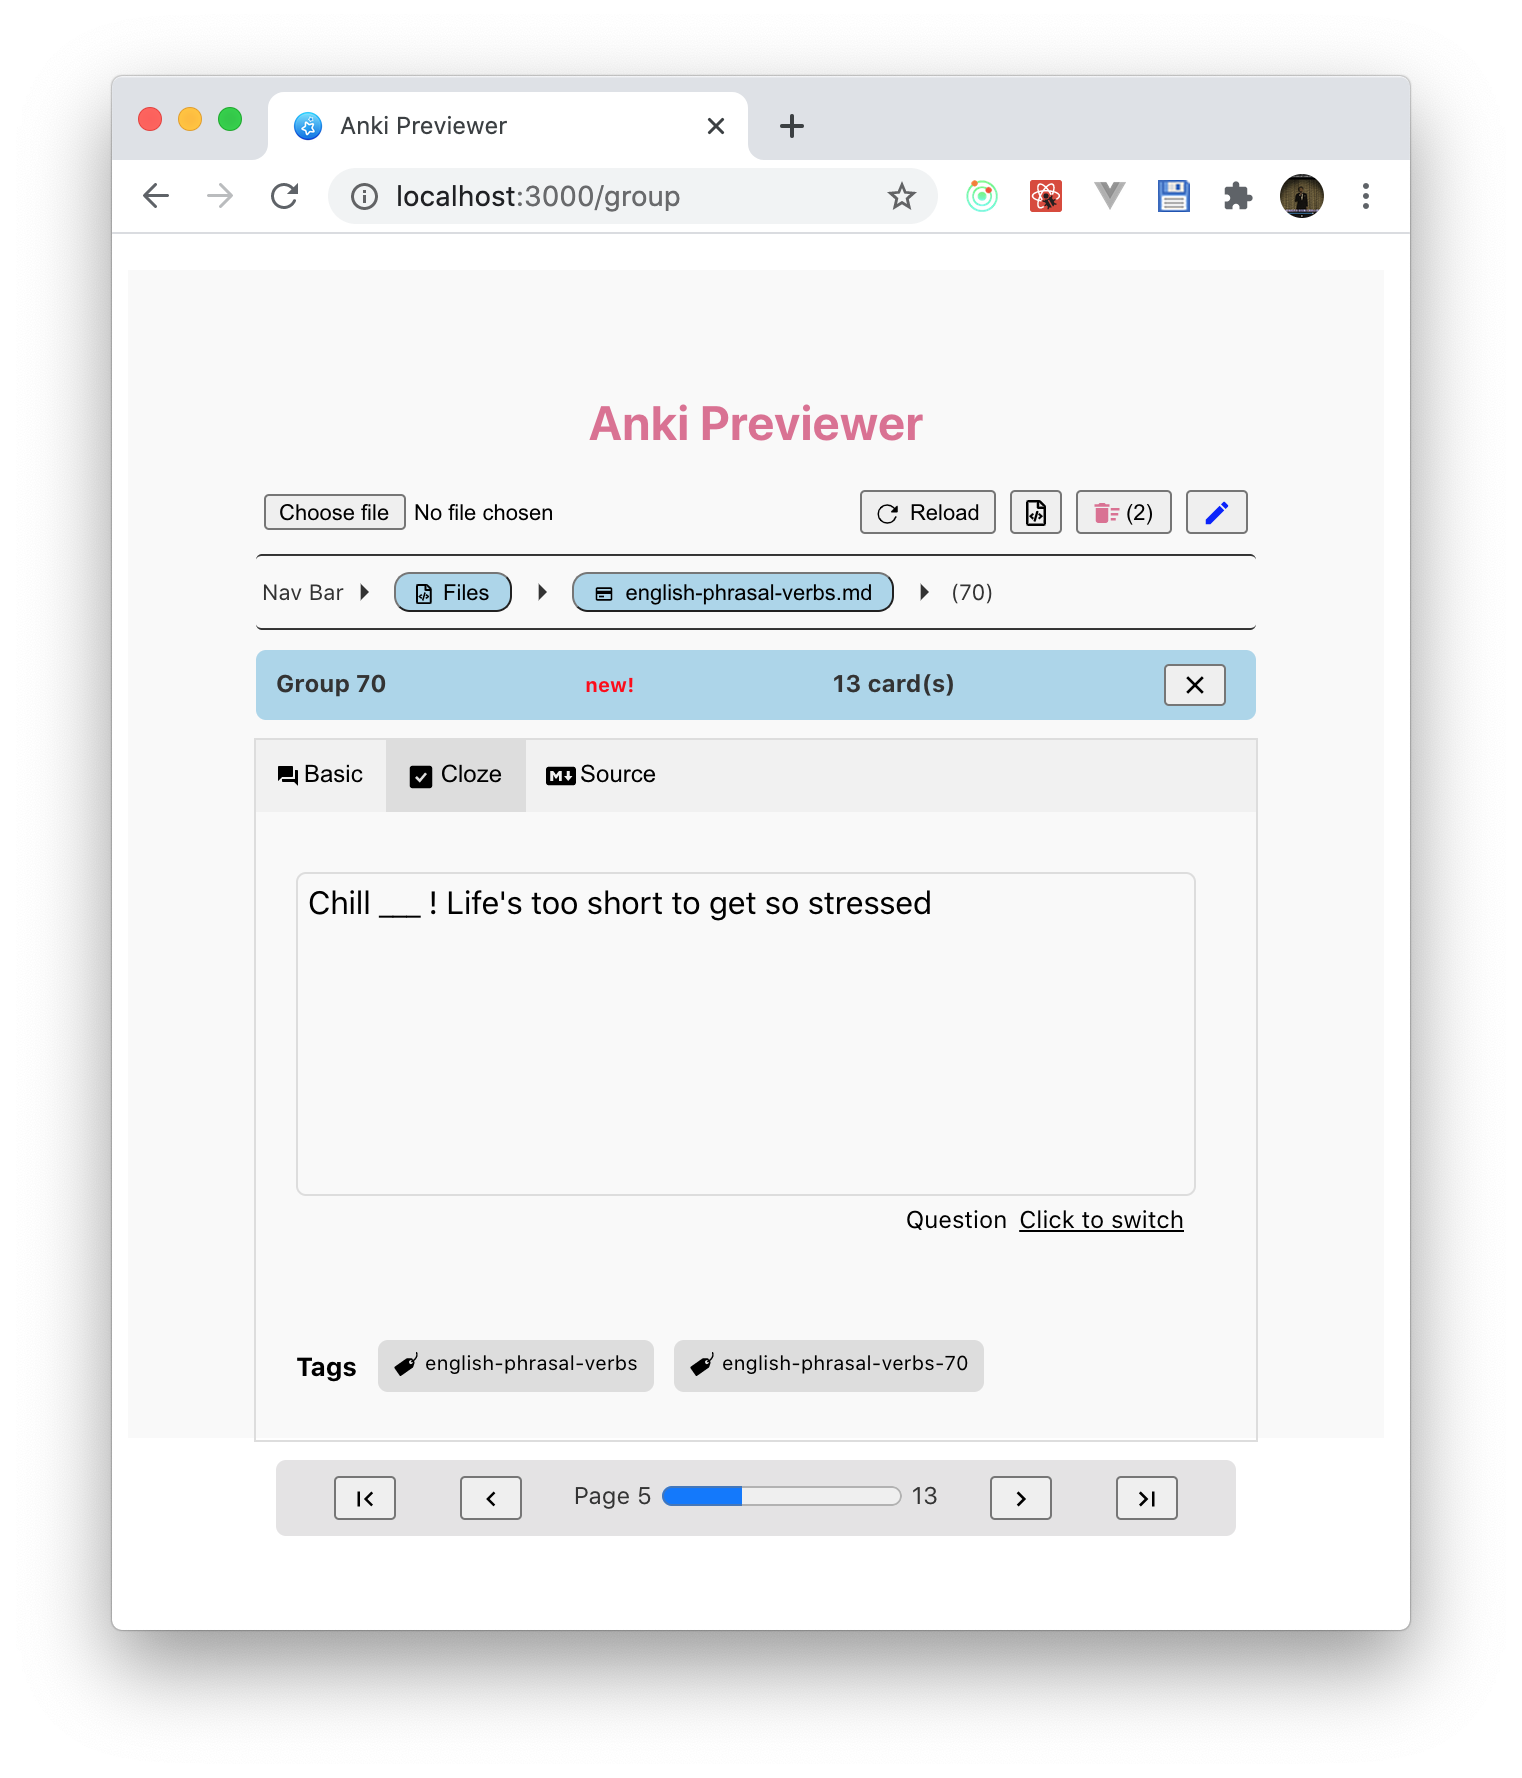 Anki Previewer
localhost:3000/group
Anki Previewer
Choose file No file chosen Reload (2)
Nav Bar Files english-phrasal-verbs.md (70)
Group 70 new! 13 card(s)
Basic Cloze M Source
Chill ___ ! Life's too short to get so stressed
Question Click to switch
Tags english-phrasal-verbs english-phrasal-verbs-70
Page 5 13